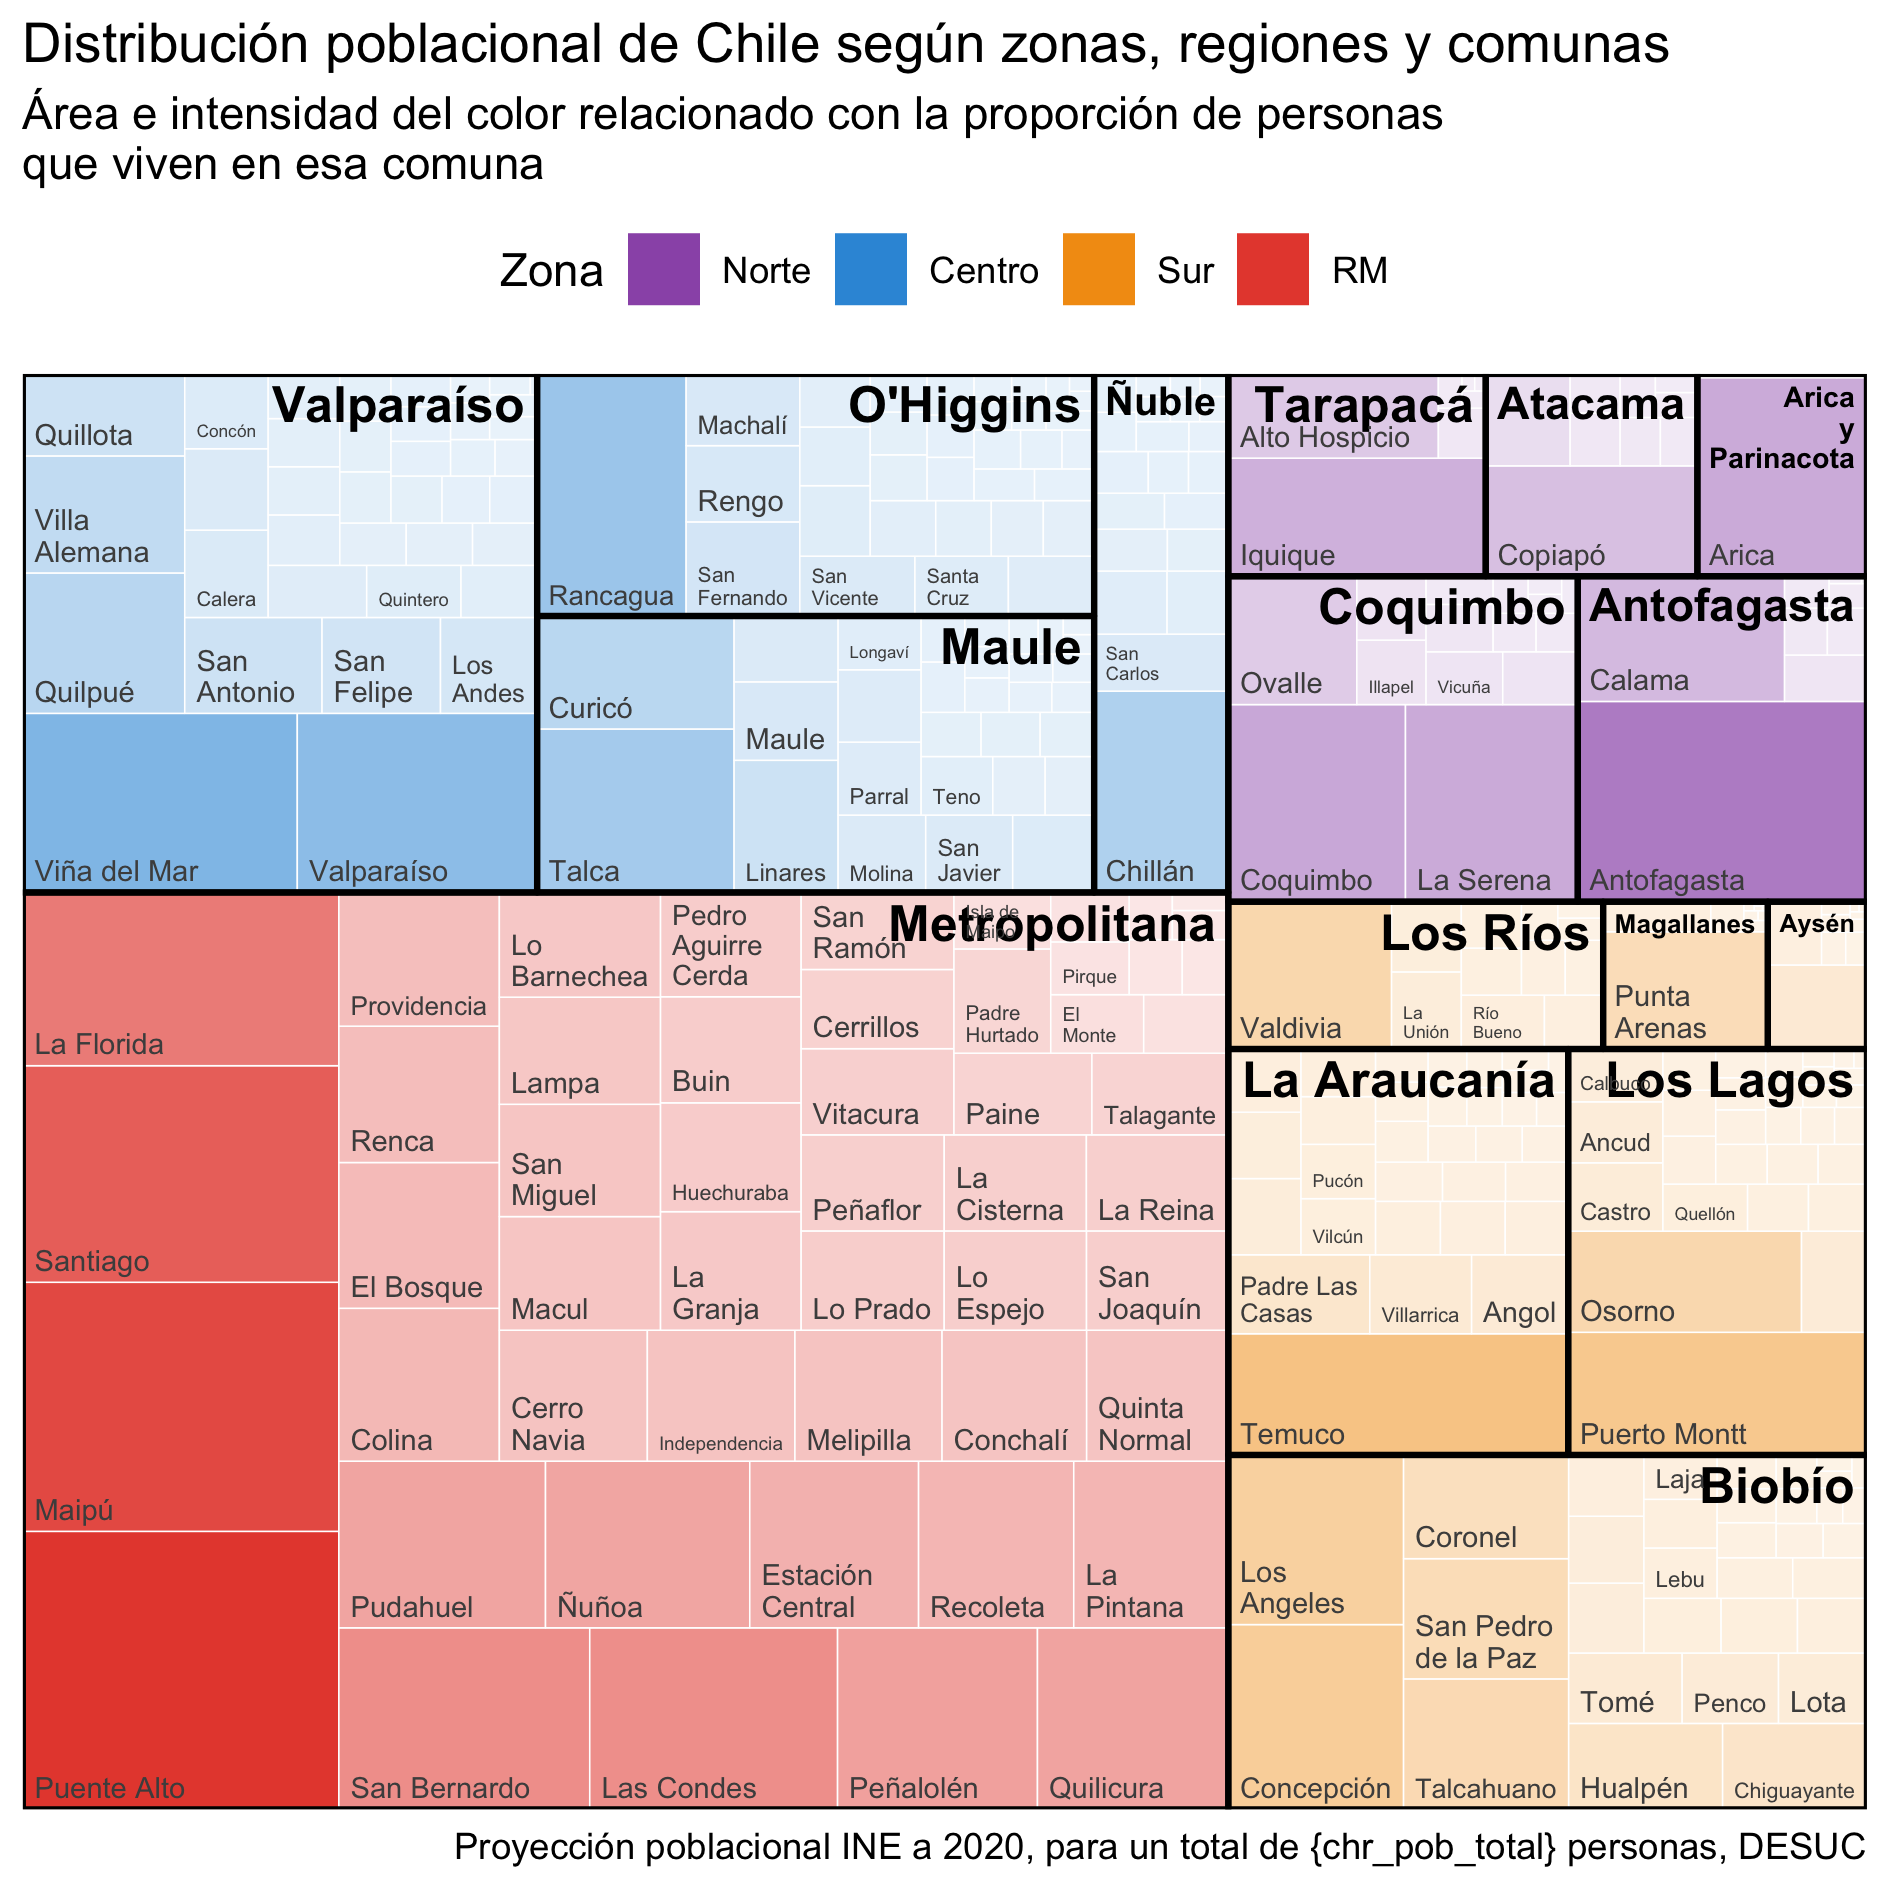 Distribución poblacional de Chile según zonas, regiones y comunas
Área e intensidad del color relacionado con la proporción de personas
que viven en esa comuna
Zona
Norte
Centro
Sur
RM
Valparaíso
Quillota
Concón
Villa
Alemana
Calera
Quintero
Quilpué
San
Antonio
San
Felipe
Los
Andes
Viña del Mar
Valparaíso
O'Higgins
Rancagua
Machalí
Rengo
San
Fernando
San
Vicente
Santa
Cruz
Maule
Curicó
Talca
Maule
Linares
Longaví
Parral
Teno
Molina
San
Javier
Ñuble
San
Carlos
Chillán
Tarapacá
Alto Hospicio
Iquique
Atacama
Copiapó
Arica
y
Parinacota
Arica
Coquimbo
Ovalle
Illapel
Vicuña
Coquimbo
La Serena
Antofagasta
Calama
Antofagasta
Metropolitana
La Florida
Santiago
Maipú
Puente Alto
Providencia
Renca
El Bosque
Colina
Lo
Barnechea
Lampa
San
Miguel
Macul
Pedro
Aguirre
Cerda
Buin
Huechuraba
La
Granja
San
Ramón
Cerrillos
Vitacura
Isla de
Maipo
Padre
Hurtado
Pirque
El
Monte
Paine
Talagante
Peñaflor
La
Cisterna
La Reina
Lo Prado
Lo
Espejo
San
Joaquín
Cerro
Navia
Independencia
Melipilla
Conchalí
Quinta
Normal
Pudahuel
Ñuñoa
Estación
Central
Recoleta
La
Pintana
San Bernardo
Las Condes
Peñalolén
Quilicura
Los Ríos
Valdivia
La
Unión
Río
Bueno
Magallanes
Punta
Arenas
Aysén
La Araucanía
Pucón
Vilcún
Padre Las
Casas
Villarrica
Angol
Temuco
Los Lagos
Calbuco
Ancud
Castro
Quellón
Osorno
Puerto Montt
Biobío
Los
Angeles
Concepción
Coronel
San Pedro
de la Paz
Talcahuano
Laja
Lebu
Tomé
Penco
Lota
Hualpén
Chiguayante
Proyección poblacional INE a 2020, para un total de {chr_pob_total} personas, DESUC